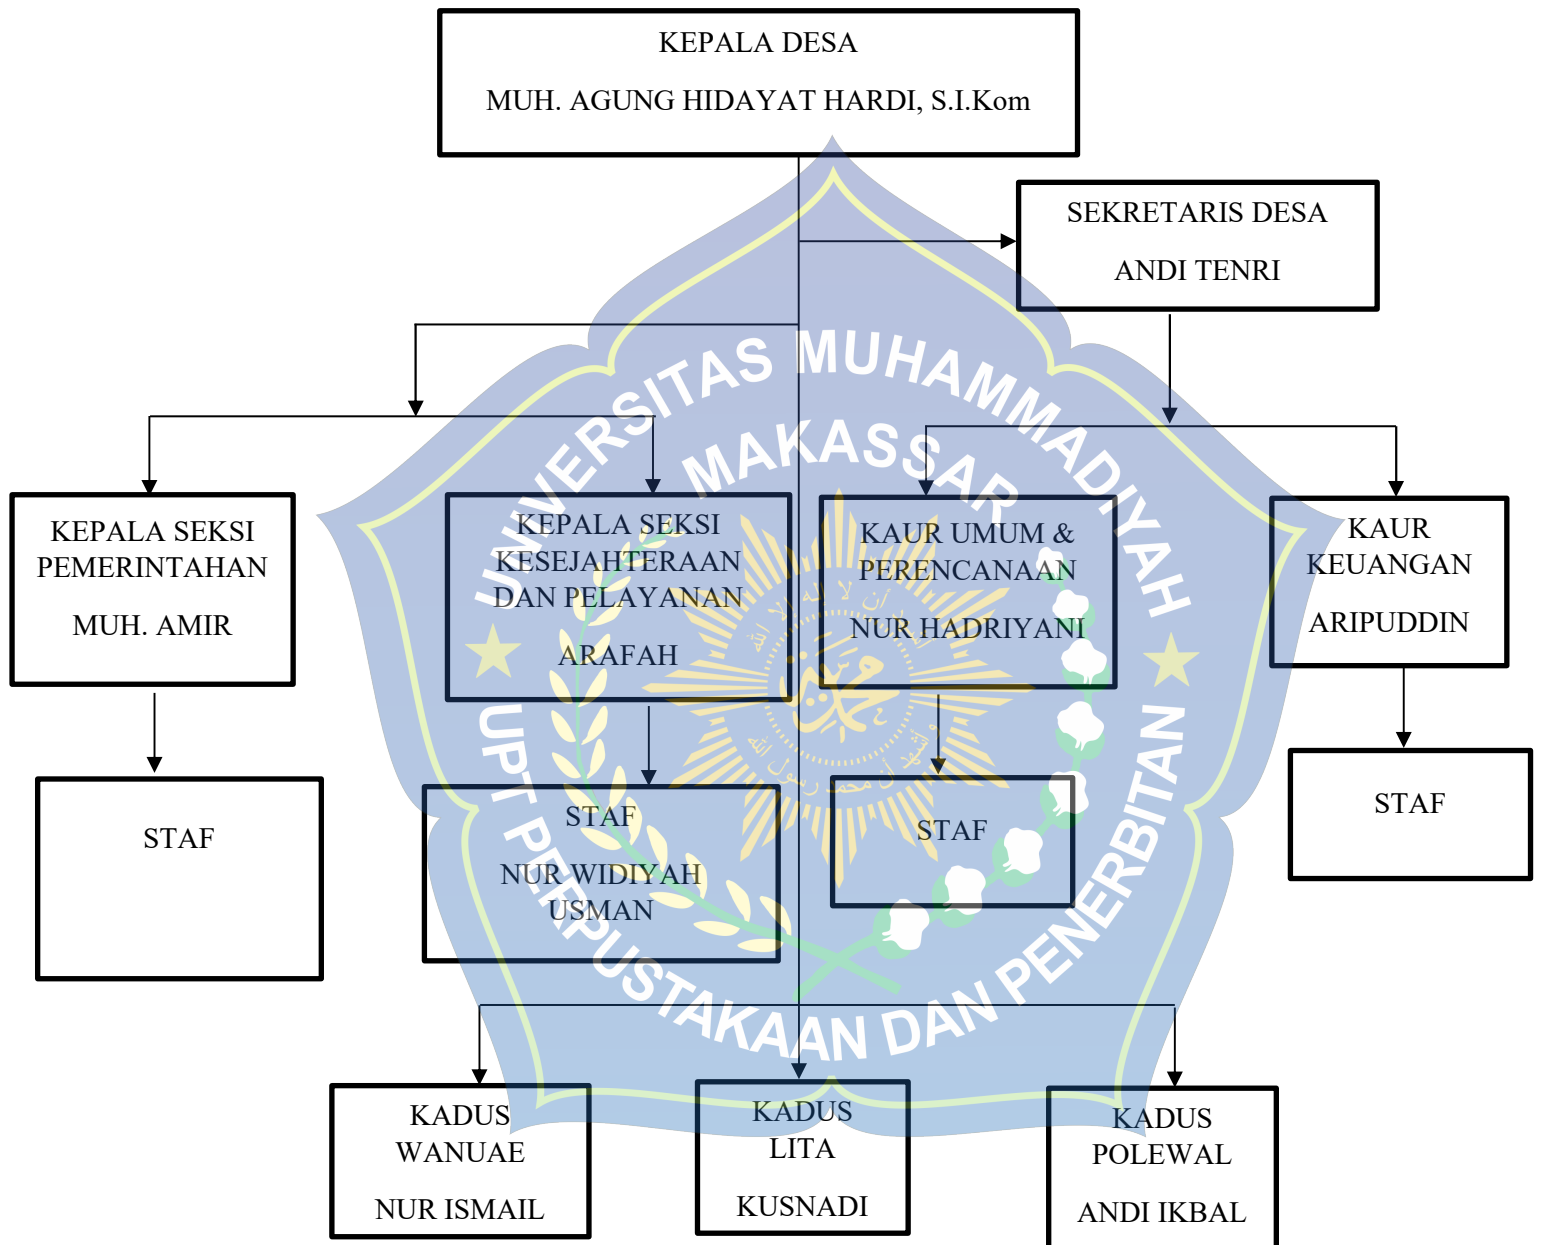 KEPALA DESA
MUH. AGUNG HIDAYAT HARDI, S.I.Kom
SEKRETARIS DESA
ANDI TENRI
UNIVERSITAS MUHAMMADIYAH
MAKASSAR
KEPALA SEKSI
PEMERINTAHAN
MUH. AMIR
KEPALA SEKSI
KESEJAHTERAAN
DAN PELAYANAN
ARAFAH
KAUR UMUM &
PERENCANAAN
NUR HADRIYANI
KAUR
KEUANGAN
ARIPUDDIN
محمد
STAF
STAF
NUR WIDIYAH
USMAN
STAF
STAF
UPT PERPUSTAKAAN DAN PENERBITAN
KADUS
WANUAE
NUR ISMAIL
KADUS
LITA
KUSNADI
KADUS
POLEWAL
ANDI IKBAL